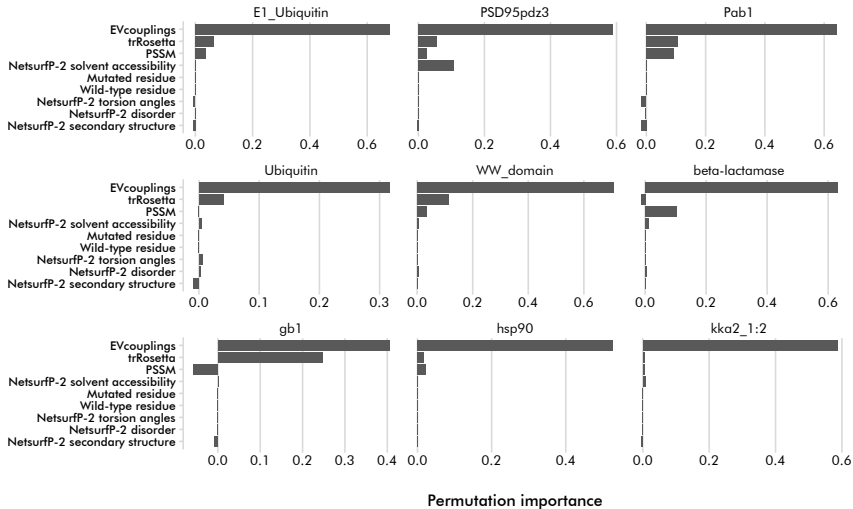 E1_Ubiquitin PSD95pdz3 Pab1
EVcouplings
trRosetta
PSSM
NetsurfP-2 solvent accessibility
Mutated residue
Wild-type residue
NetsurfP-2 torsion angles
NetsurfP-2 disorder
NetsurfP-2 secondary structure
0.0 0.2 0.4 0.6 0.0 0.2 0.4 0.6 0.0 0.2 0.4 0.6
Ubiquitin WW_domain beta-lactamase
EVcouplings
trRosetta
PSSM
NetsurfP-2 solvent accessibility
Mutated residue
Wild-type residue
NetsurfP-2 torsion angles
NetsurfP-2 disorder
NetsurfP-2 secondary structure
0.0 0.1 0.2 0.3 0.0 0.2 0.4 0.6 0.0 0.2 0.4 0.6
gb1 hsp90 kka2_1:2
EVcouplings
trRosetta
PSSM
NetsurfP-2 solvent accessibility
Mutated residue
Wild-type residue
NetsurfP-2 torsion angles
NetsurfP-2 disorder
NetsurfP-2 secondary structure
0.0 0.1 0.2 0.3 0.4 0.0 0.2 0.4 0.0 0.2 0.4 0.6
Permutation importance